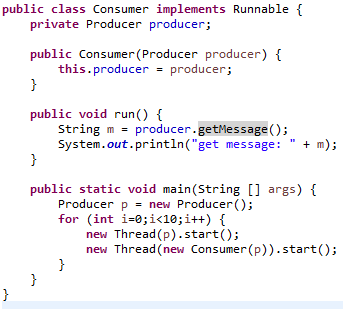 public class Consumer implements Runnable {
    private Producer producer;

    public Consumer(Producer producer) {
        this.producer = producer;
    }

    public void run() {
        String m = producer.getMessage();
        System.out.println("get message: " + m);
    }

    public static void main(String [] args) {
        Producer p = new Producer();
        for (int i=0;i<10;i++) {
            new Thread(p).start();
            new Thread(new Consumer(p)).start();
        }
    }
}